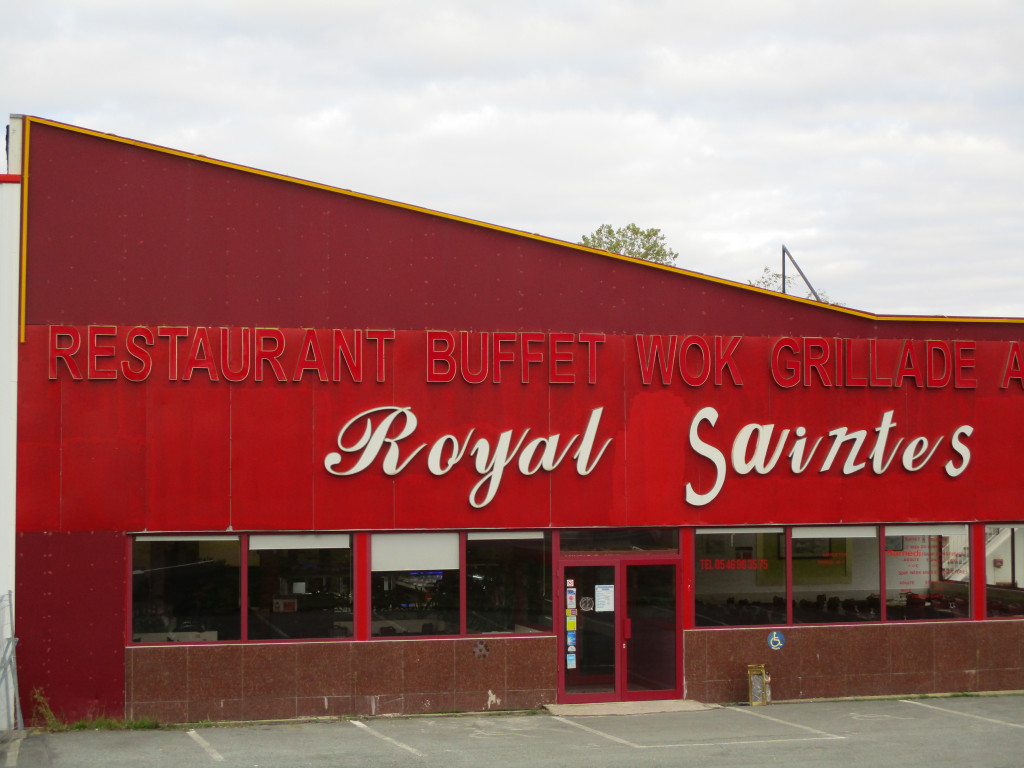 RESTAURANT BUFFET WOK GRILLADE A
Royal Saintes